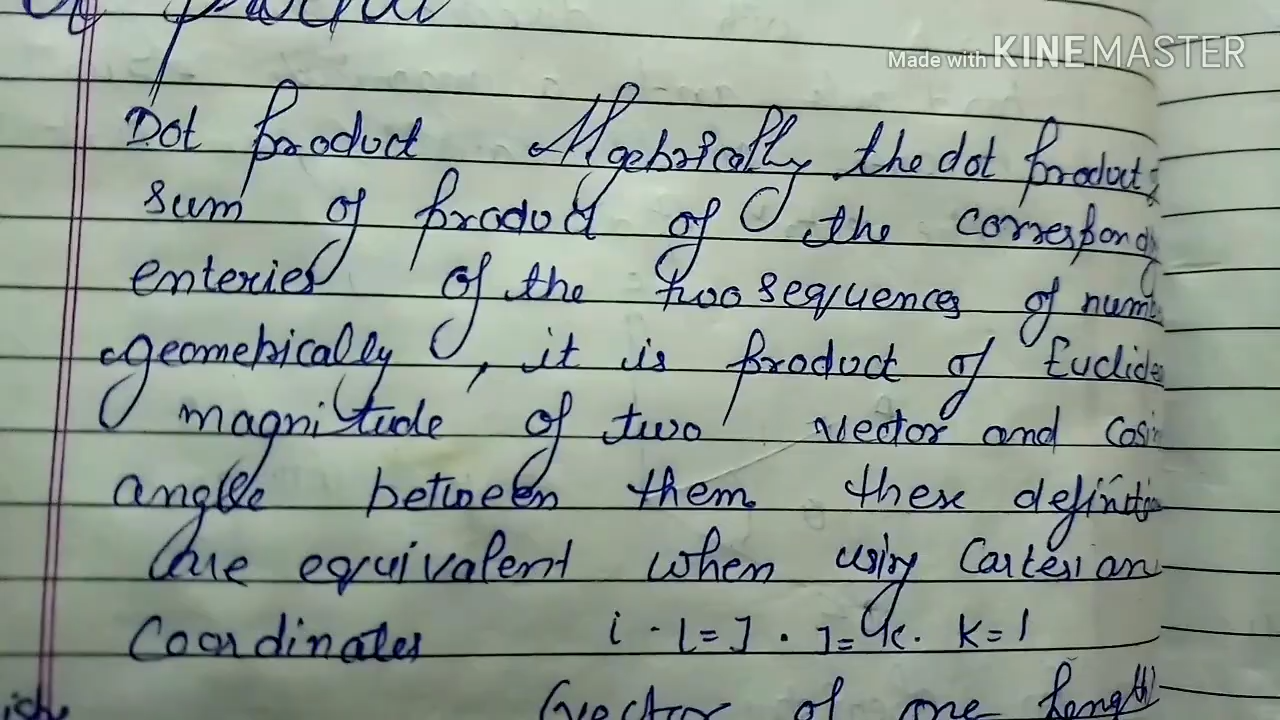 Made with KINEMASTER
Dot product Algebrically the dot product
sum of product of the correspond
enteries of the two sequences of num
geometrically, it is product of Euclide
magnitude of two vector and cosin
angle between them. these definitio
are equivalent when using Cartesian
Coordinates i · i = J · J = k · k = 1
(vector of one length